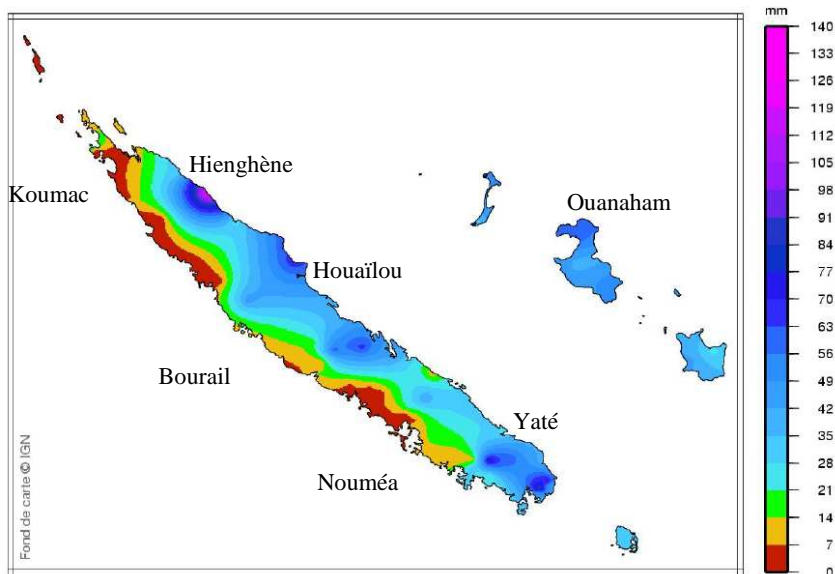 mm
140
133
126
119
112
105
98
91
84
77
70
63
56
49
42
35
28
21
14
7
0
Hienghène
Koumac
Ouanaham
Houaïlou
Bourail
Yaté
Nouméa
Fond de carte © IGN